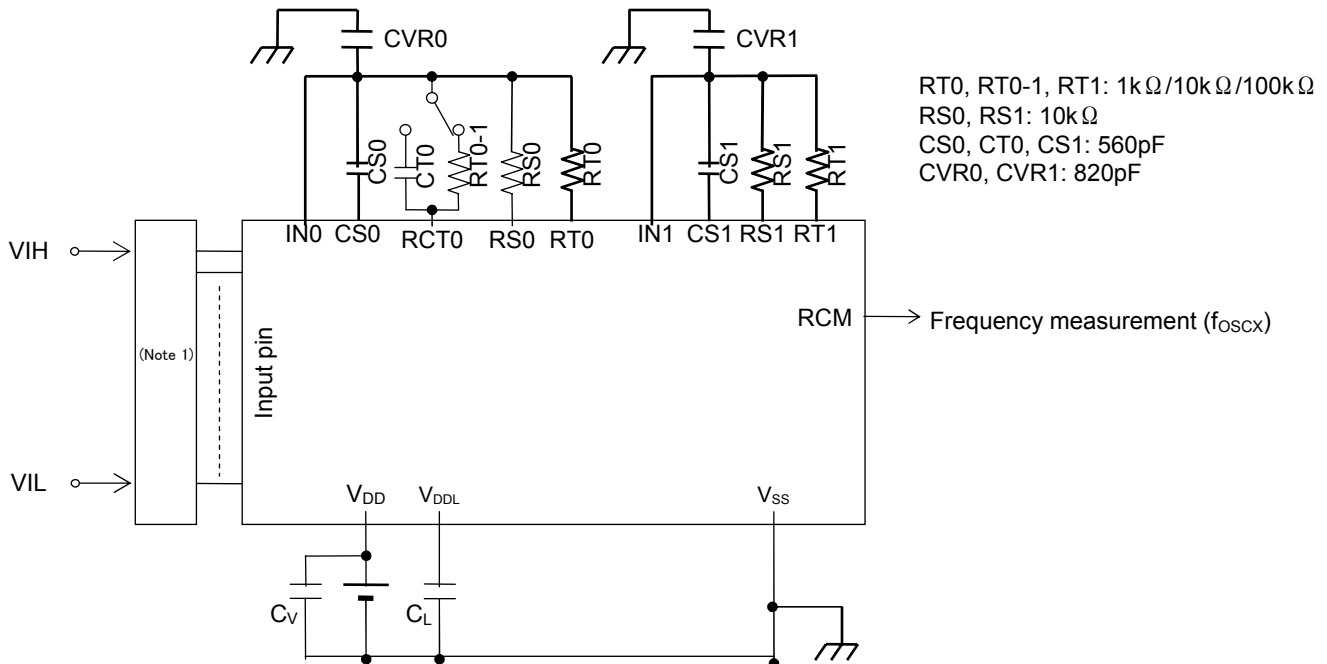 CVR0
CVR1
RT0, RT0-1, RT1: 1kΩ/10kΩ/100kΩ
RS0, RS1: 10kΩ
CS0, CT0, CS1: 560pF
CVR0, CVR1: 820pF
CS0
CT0
RT0-1
RS0
RT0
CS1
RS1
RT1
IN0
CS0
RCT0
RS0
RT0
IN1
CS1
RS1
RT1
VIH
VIL
(Note 1)
Input pin
RCM
Frequency measurement (fOSCX)
VDD
VDDL
VSS
CV
CL